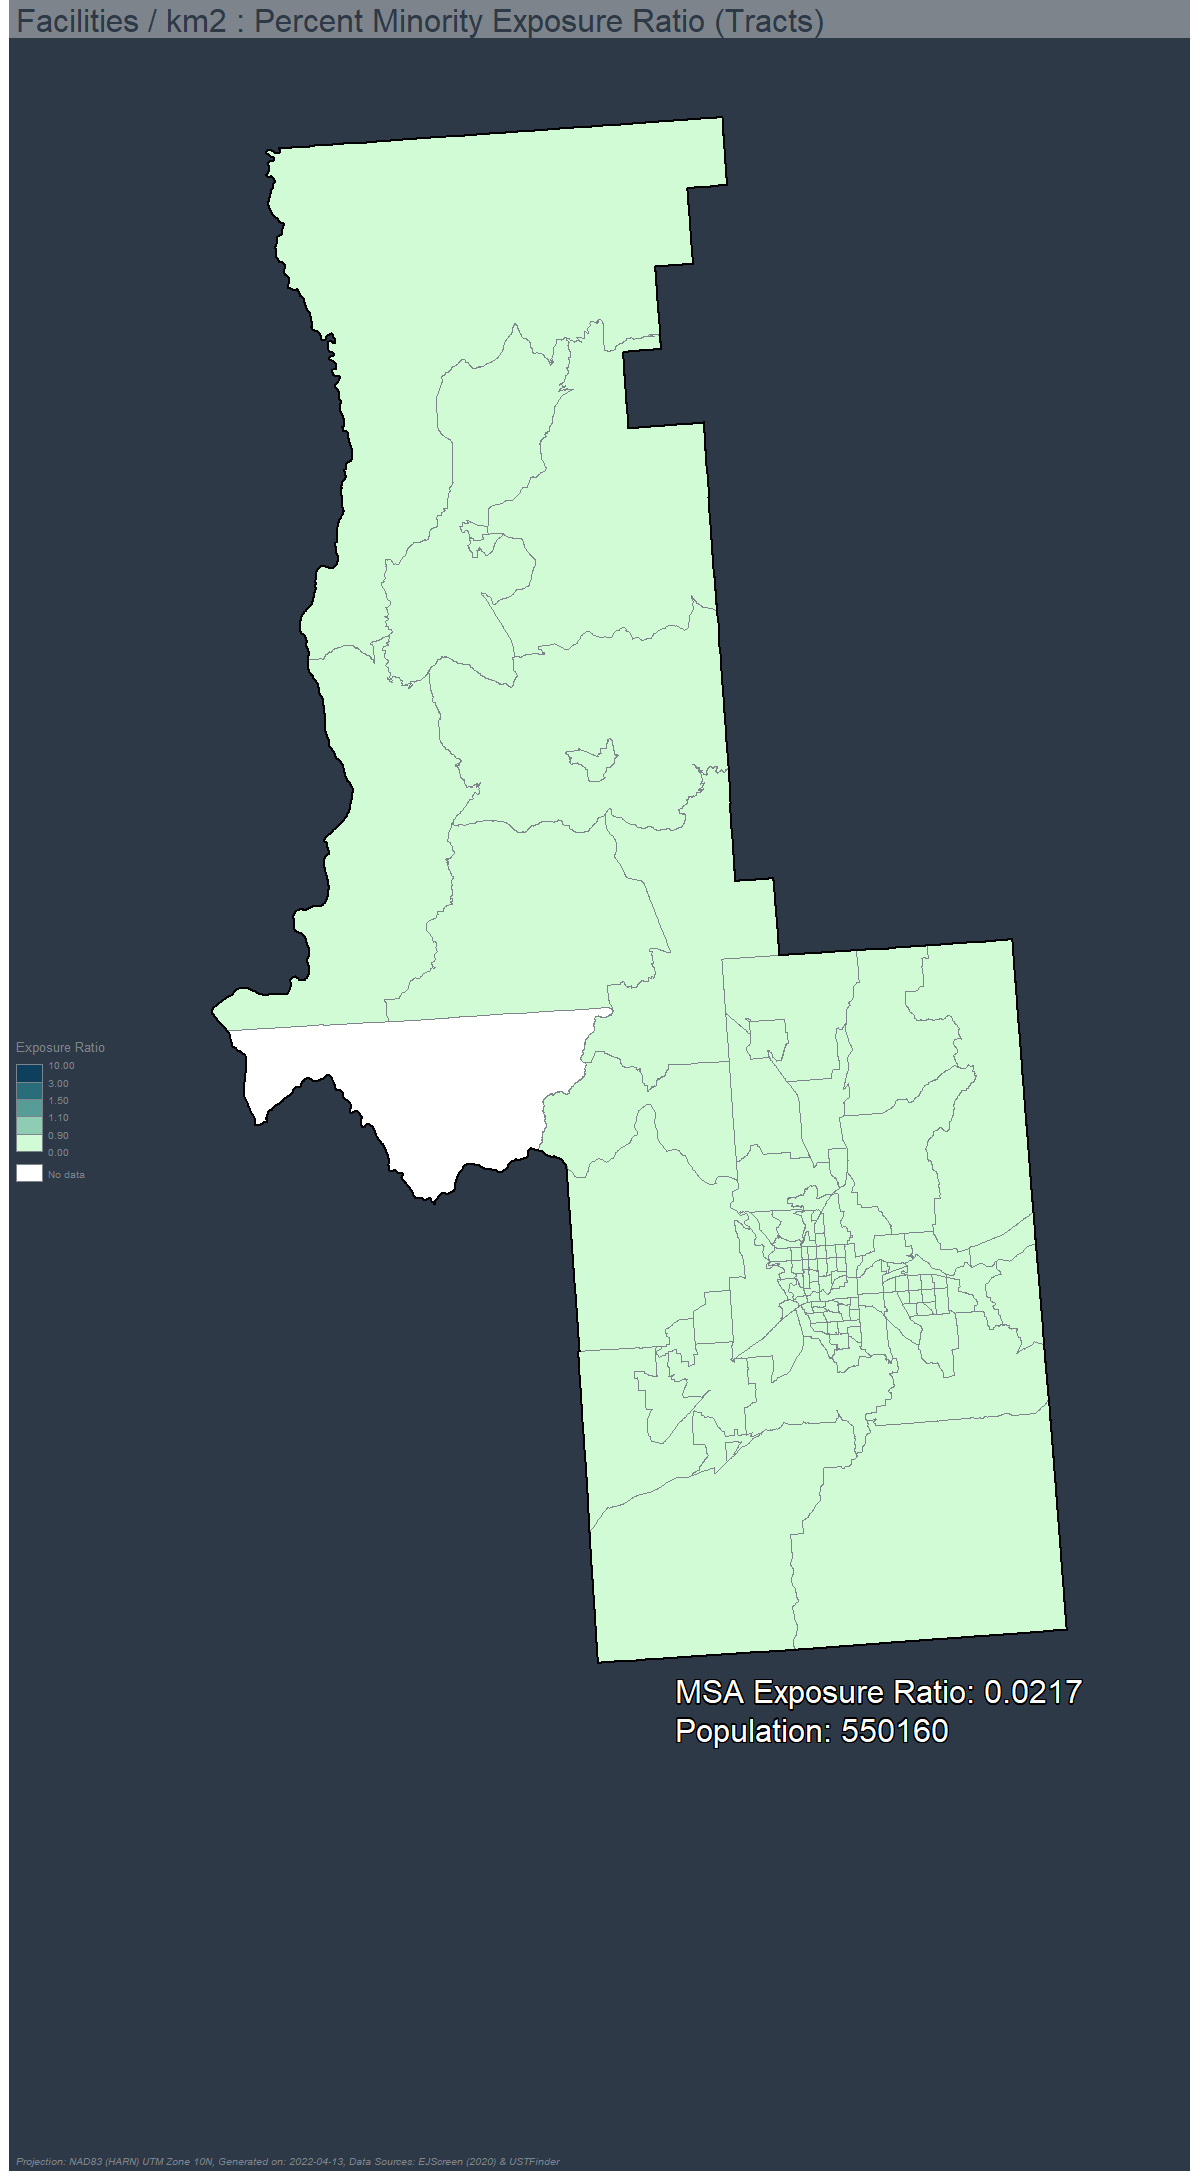 Facilities / km2 : Percent Minority Exposure Ratio (Tracts)
Exposure Ratio
10.00
3.00
1.50
1.10
0.90
0.00
No data
MSA Exposure Ratio: 0.0217
Population: 550160
Projection: NAD83 (HARN) UTM Zone 10N, Generated on: 2022-04-13, Data Sources: EJScreen (2020) & USTFinder